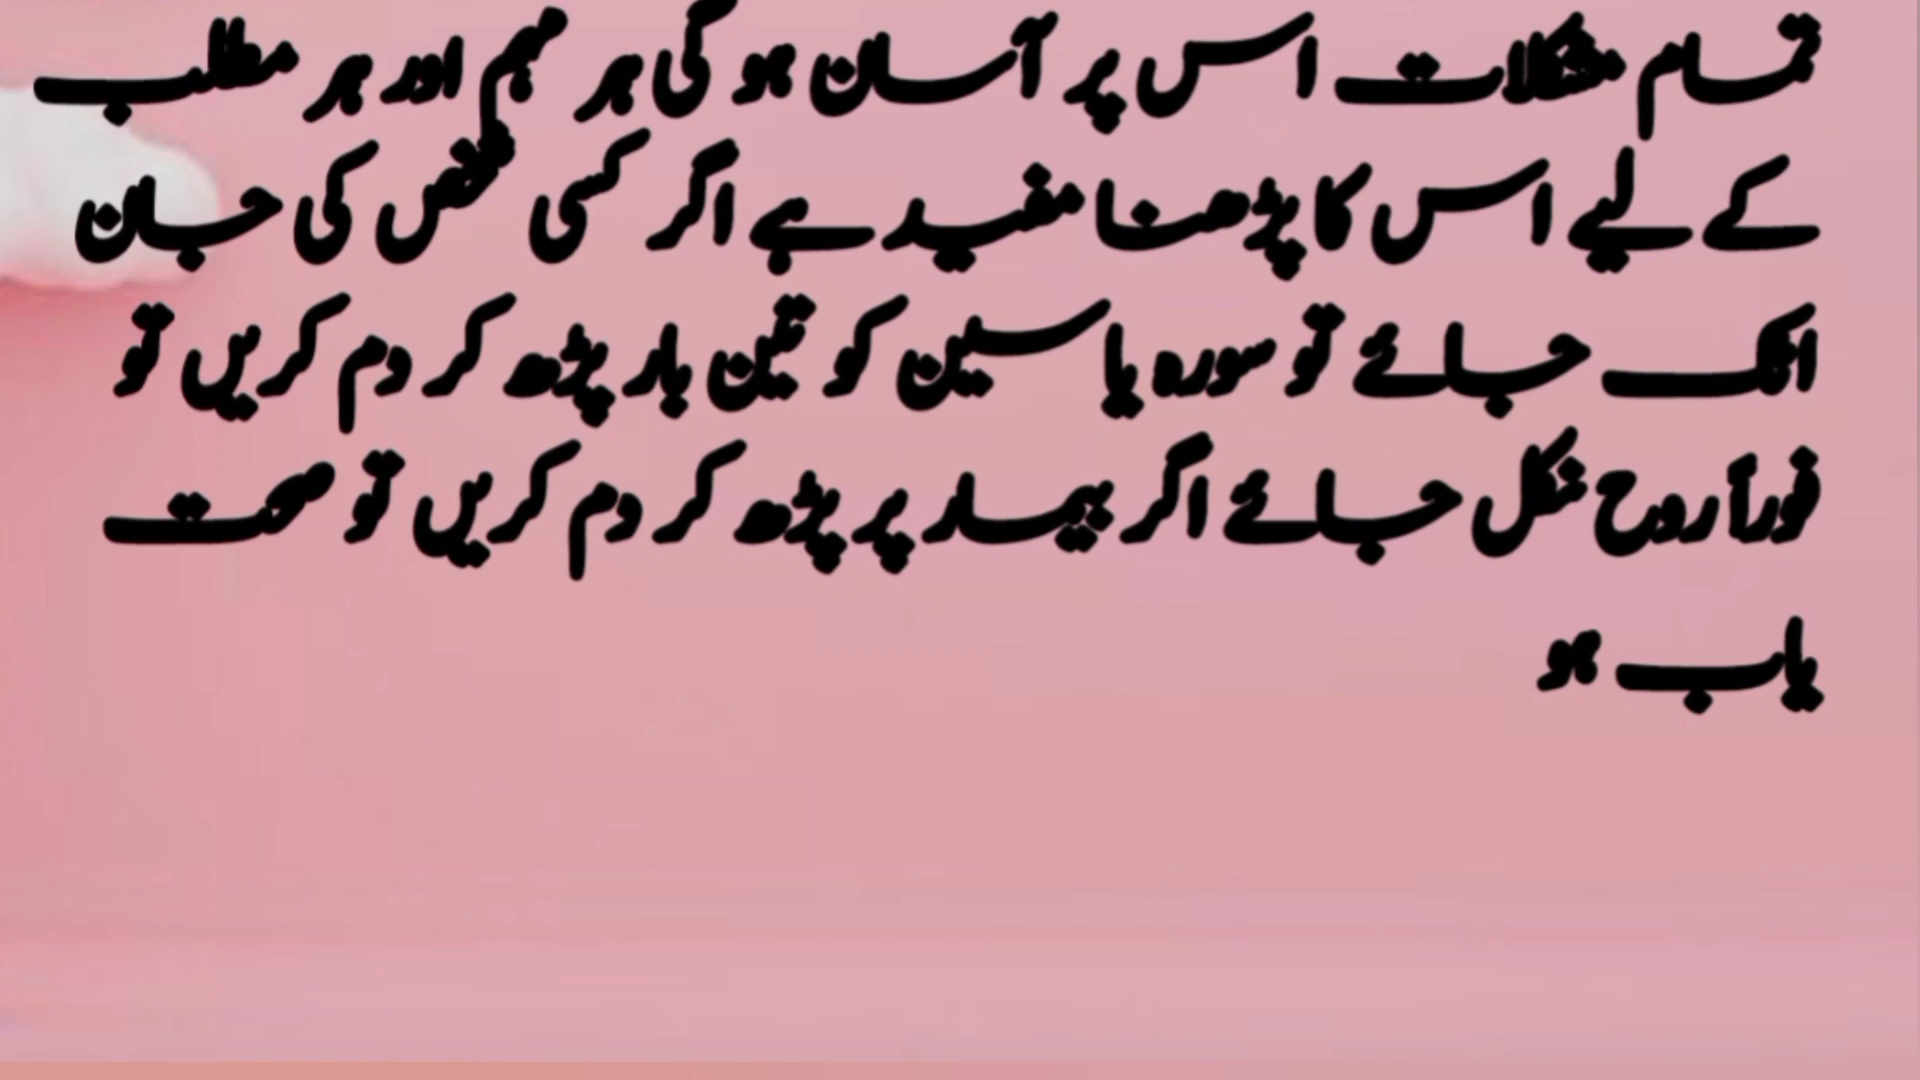 تمام مشکلات اس پر آسان ہو گی ہر مہم اور ہر مطلب
کے لیے اس کا پڑھنا مفید ہے اگر کسی شخص کی جان
اٹک جائے تو سورہ یاسین کو تین بار پڑھ کر دم کریں تو
فوراً روح نکل جائے اگر بیمار پر پڑھ کر دم کریں تو صحت
یاب ہو